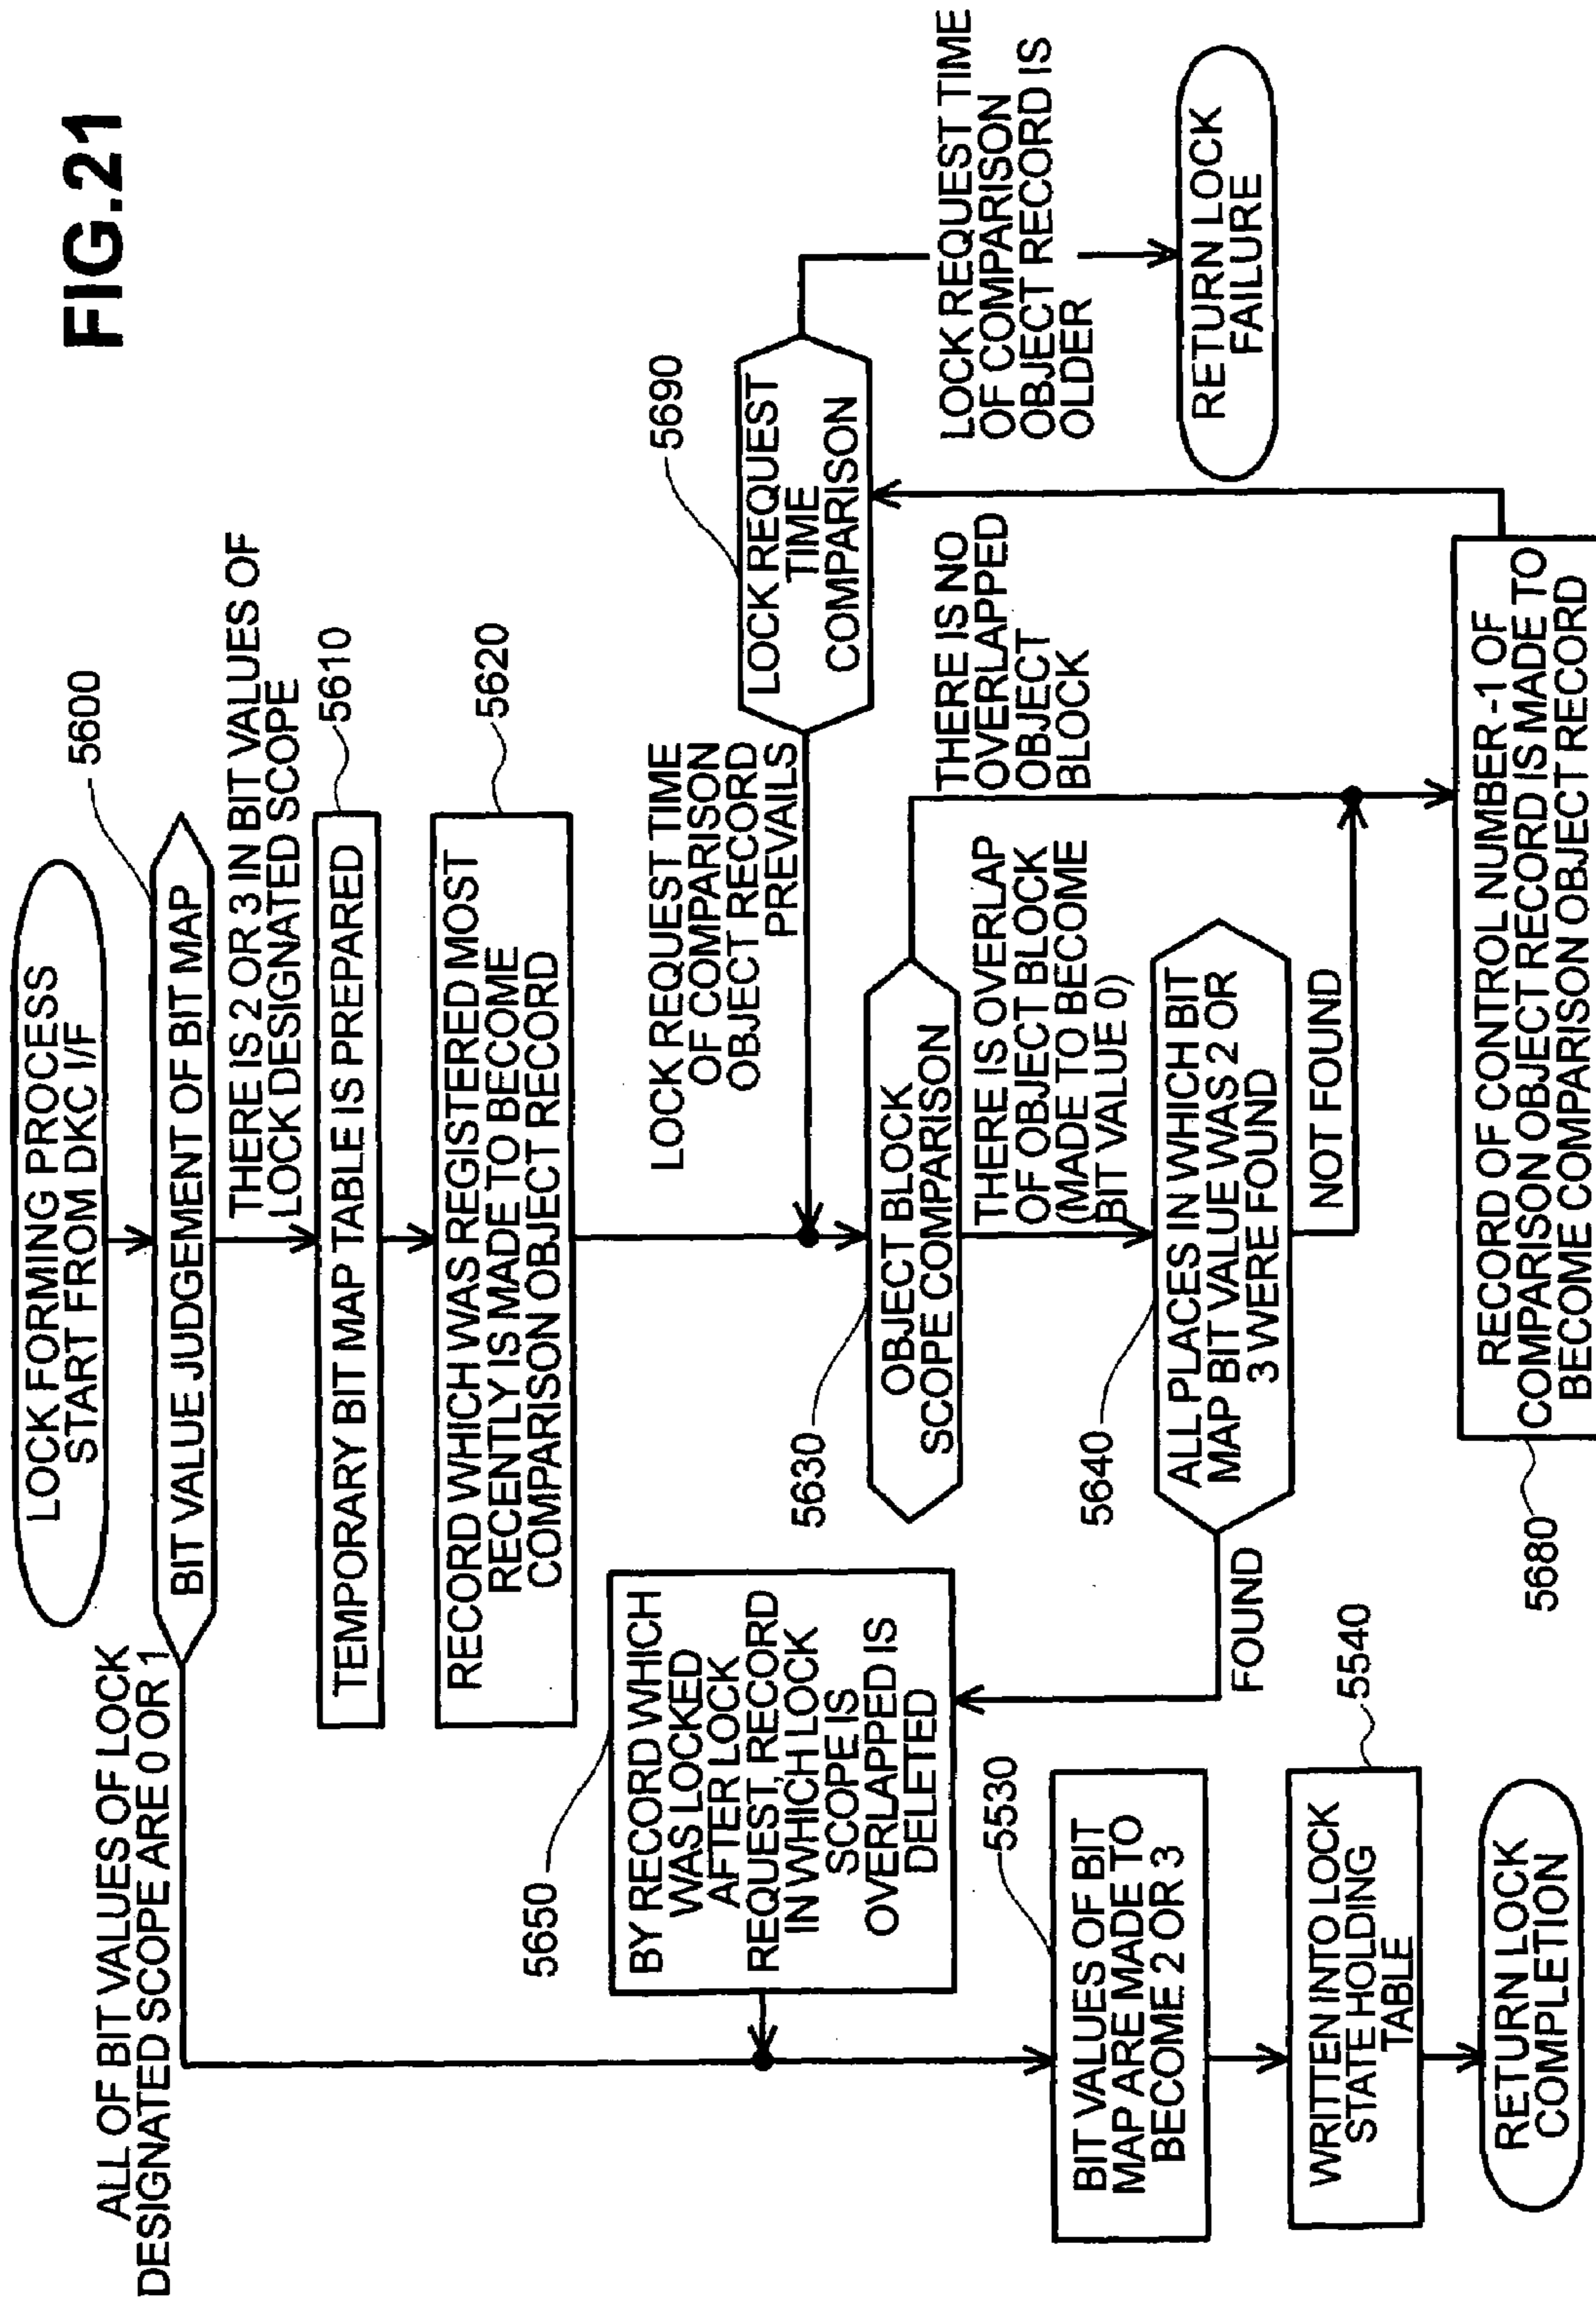 FIG.21
LOCK FORMING PROCESS
START FROM DKC I/F
5600
BIT VALUE JUDGEMENT OF BIT MAP
ALL OF BIT VALUES OF LOCK
DESIGNATED SCOPE ARE 0 OR 1
THERE IS 2 OR 3 IN BIT VALUES OF
LOCK DESIGNATED SCOPE
5610
TEMPORARY BIT MAP TABLE IS PREPARED
5620
RECORD WHICH WAS REGISTERED MOST
RECENTLY IS MADE TO BECOME
COMPARISON OBJECT RECORD
5690
LOCK REQUEST
TIME
COMPARISON
LOCK REQUEST TIME
OF COMPARISON
OBJECT RECORD
PREVAILS
LOCK REQUEST TIME
OF COMPARISON
OBJECT RECORD IS
OLDER
RETURN LOCK
FAILURE
5630
OBJECT BLOCK
SCOPE COMPARISON
THERE IS NO
OVERLAPPED
OBJECT
BLOCK
THERE IS OVERLAP
OF OBJECT BLOCK
(MADE TO BECOME
BIT VALUE 0)
5640
ALL PLACES IN WHICH BIT
MAP BIT VALUE WAS 2 OR
3 WERE FOUND
NOT FOUND
FOUND
5680
RECORD OF CONTROL NUMBER -1 OF
COMPARISON OBJECT RECORD IS MADE TO
BECOME COMPARISON OBJECT RECORD
5650
BY RECORD WHICH
WAS LOCKED
AFTER LOCK
REQUEST, RECORD
IN WHICH LOCK
SCOPE IS
OVERLAPPED IS
DELETED
5530
BIT VALUES OF BIT
MAP ARE MADE TO
BECOME 2 OR 3
5540
WRITTEN INTO LOCK
STATE HOLDING
TABLE
RETURN LOCK
COMPLETION